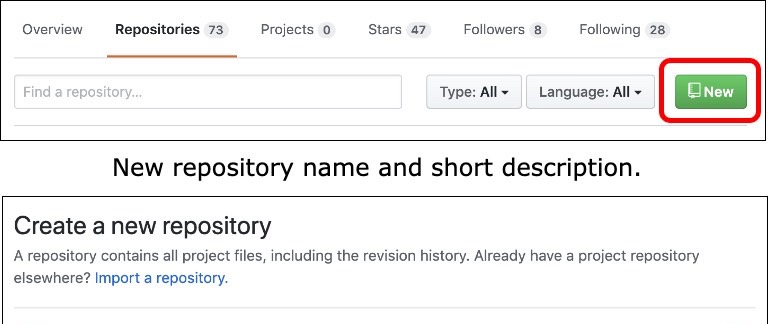 Overview Repositories 73 Projects 0 Stars 47 Followers 8 Following 28
Find a repository... Type: All Language: All New
New repository name and short description.
Create a new repository
A repository contains all project files, including the revision history. Already have a project repository
elsewhere? Import a repository.